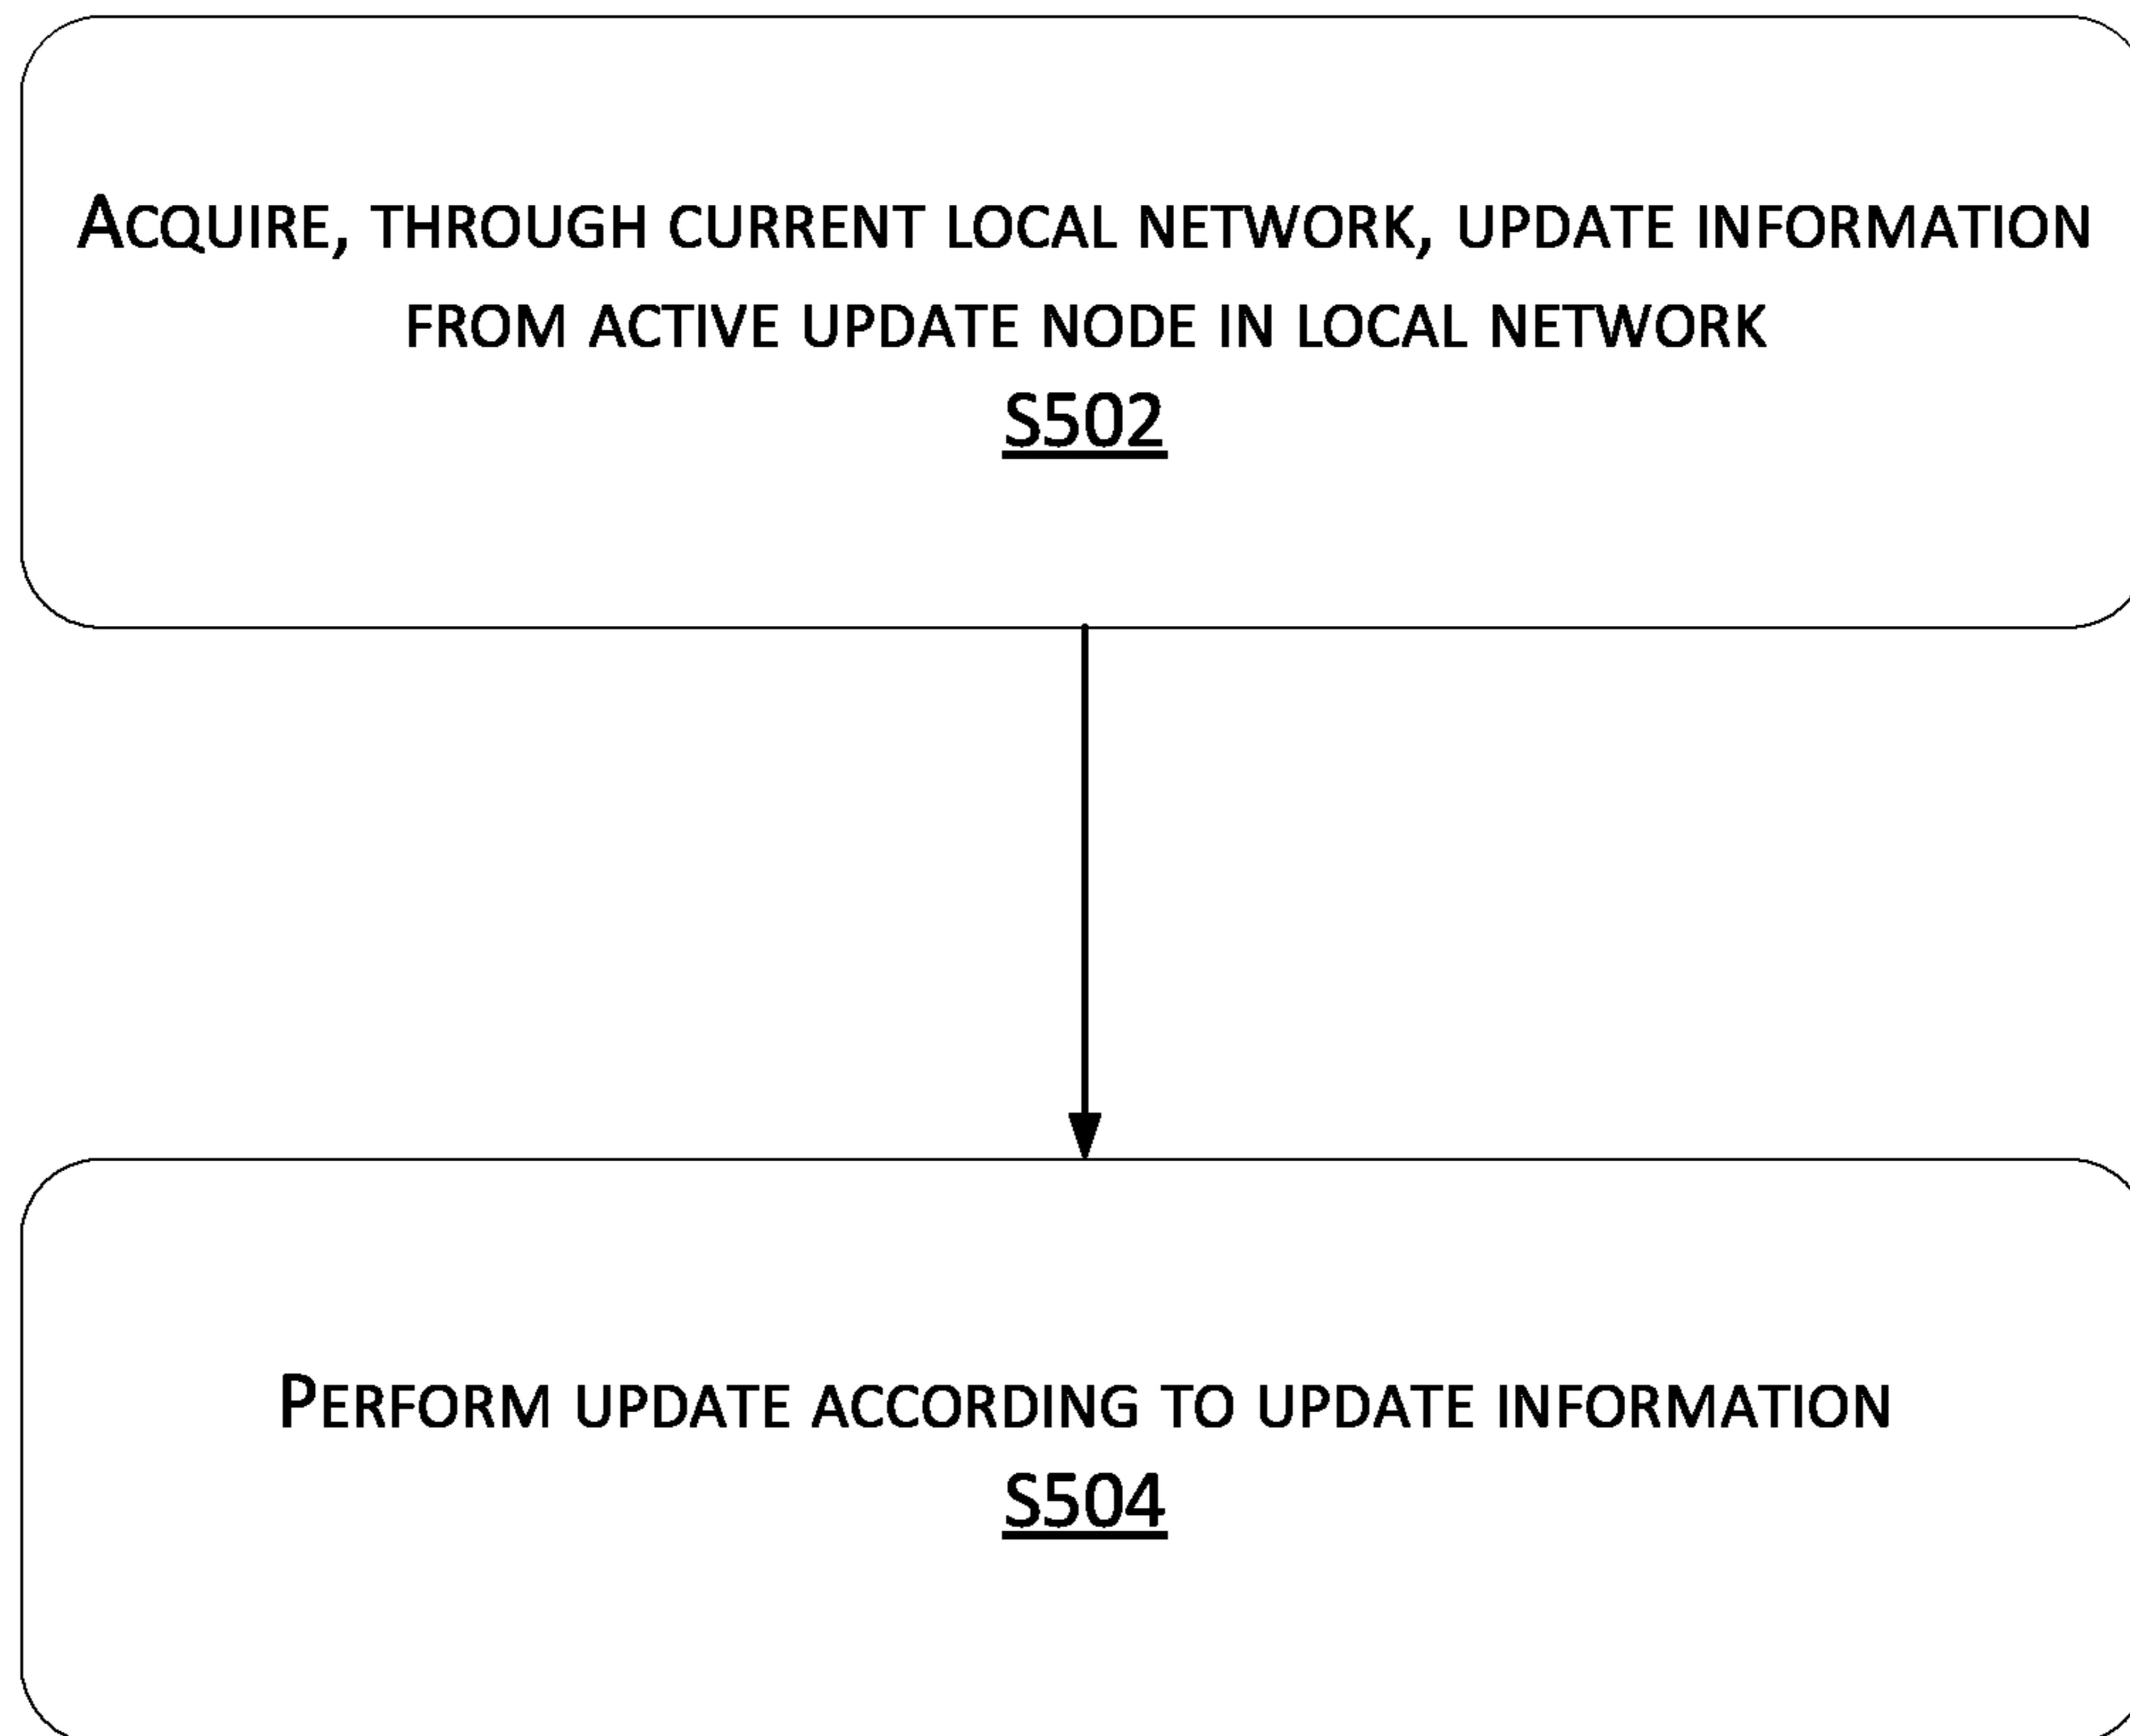 ACQUIRE, THROUGH CURRENT LOCAL NETWORK, UPDATE INFORMATION
FROM ACTIVE UPDATE NODE IN LOCAL NETWORK
S502
PERFORM UPDATE ACCORDING TO UPDATE INFORMATION
S504